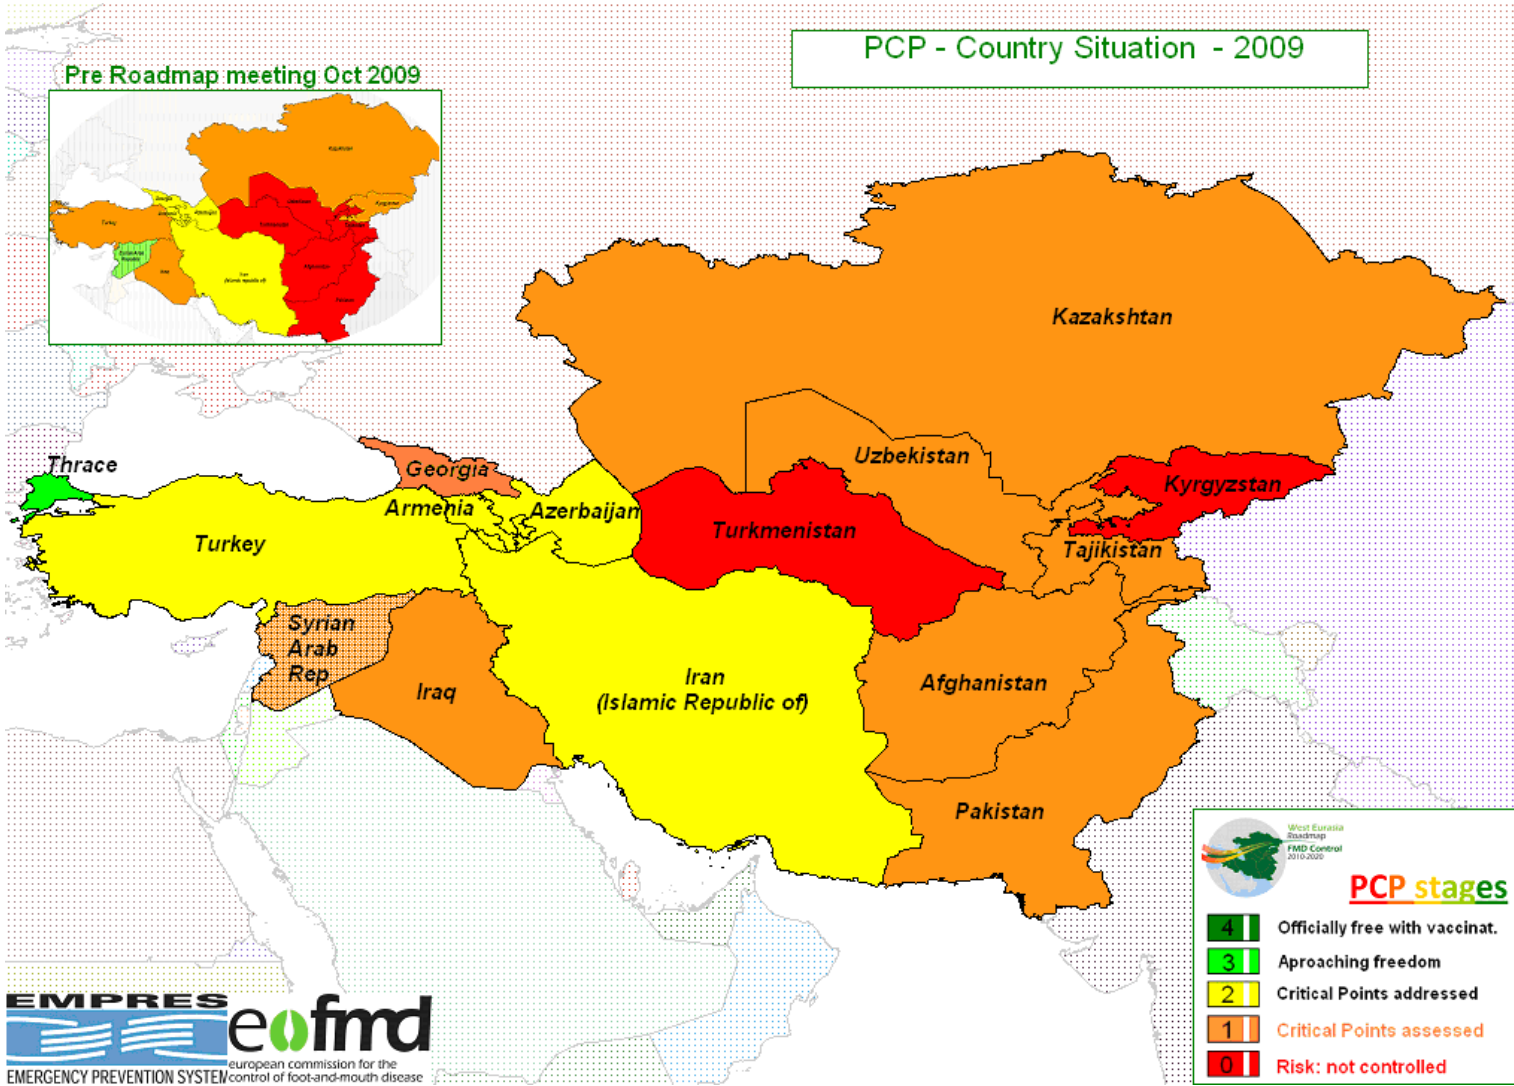 PCP - Country Situation - 2009
Pre Roadmap meeting Oct 2009
Kazakshtan
Uzbekistan
Kyrgyzstan
Thrace
Georgia
Armenia
Azerbaijan
Turkmenistan
Turkey
Tajikistan
Syrian
Arab
Rep
Iraq
Iran
(Islamic Republic of)
Afghanistan
Pakistan
West Eurasia
Roadmap
FMD Control
2010-2020
PCP stages
4 Officially free with vaccinat.
3 Aproaching freedom
2 Critical Points addressed
1 Critical Points assessed
0 Risk: not controlled
EMPRES
EMERGENCY PREVENTION SYSTEM
eofmd
european commission for the
control of foot-and-mouth disease